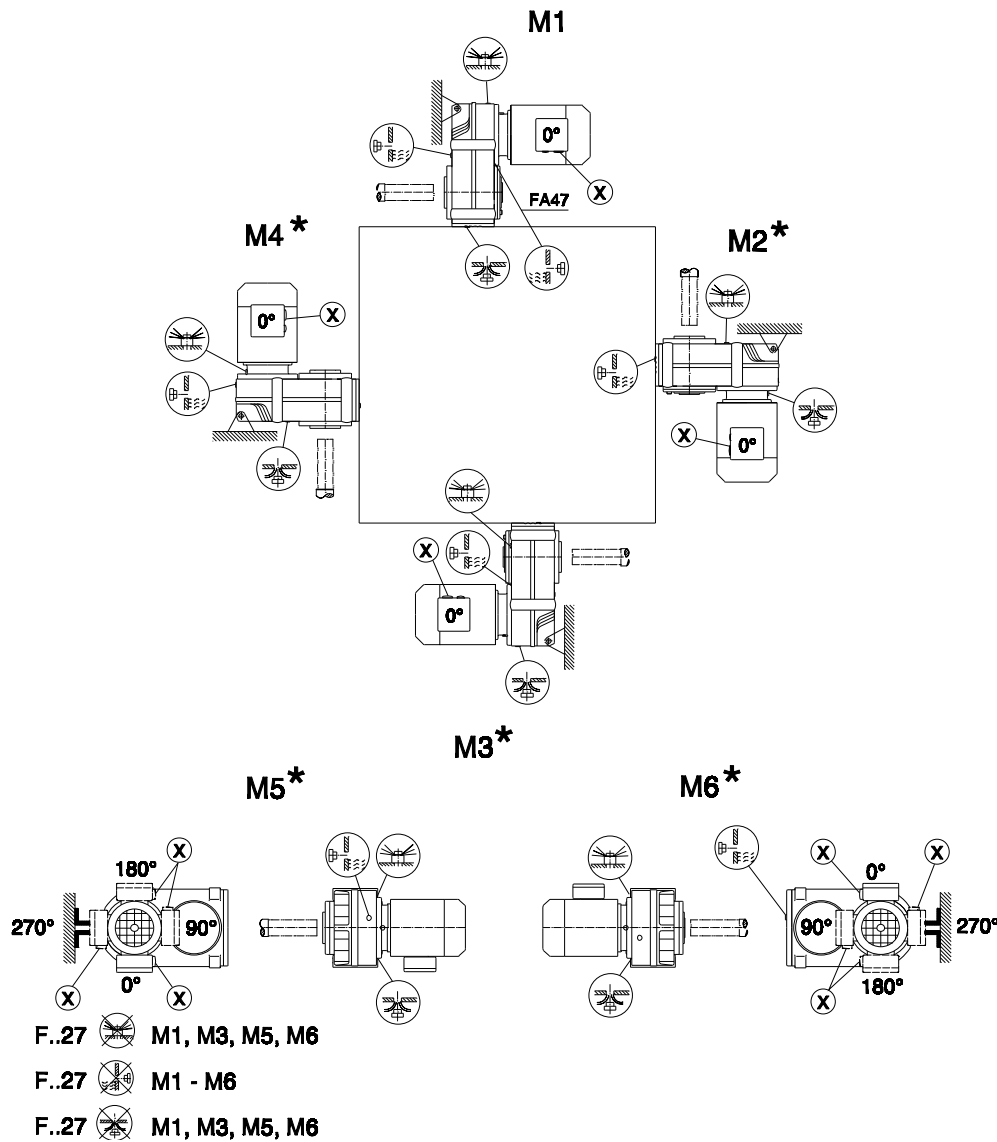 M1
0°
X
FA47
M4*
M2*
0°
X
X
0°
X
0°
M3*
M5*
M6*
X
180°
270°
90°
0°
X
X
X
X
0°
90°
270°
X
180°
F..27 M1, M3, M5, M6
F..27 M1 - M6
F..27 M1, M3, M5, M6